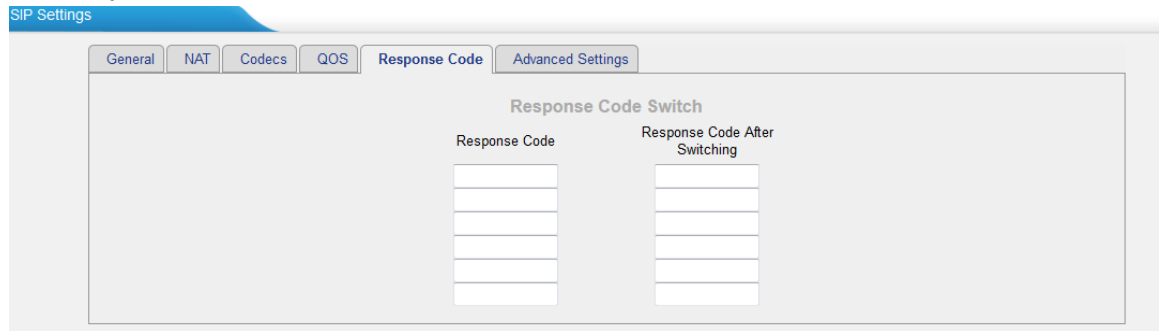 SIP Settings
General NAT Codecs QOS Response Code Advanced Settings
Response Code Switch
Response Code Response Code After
Switching